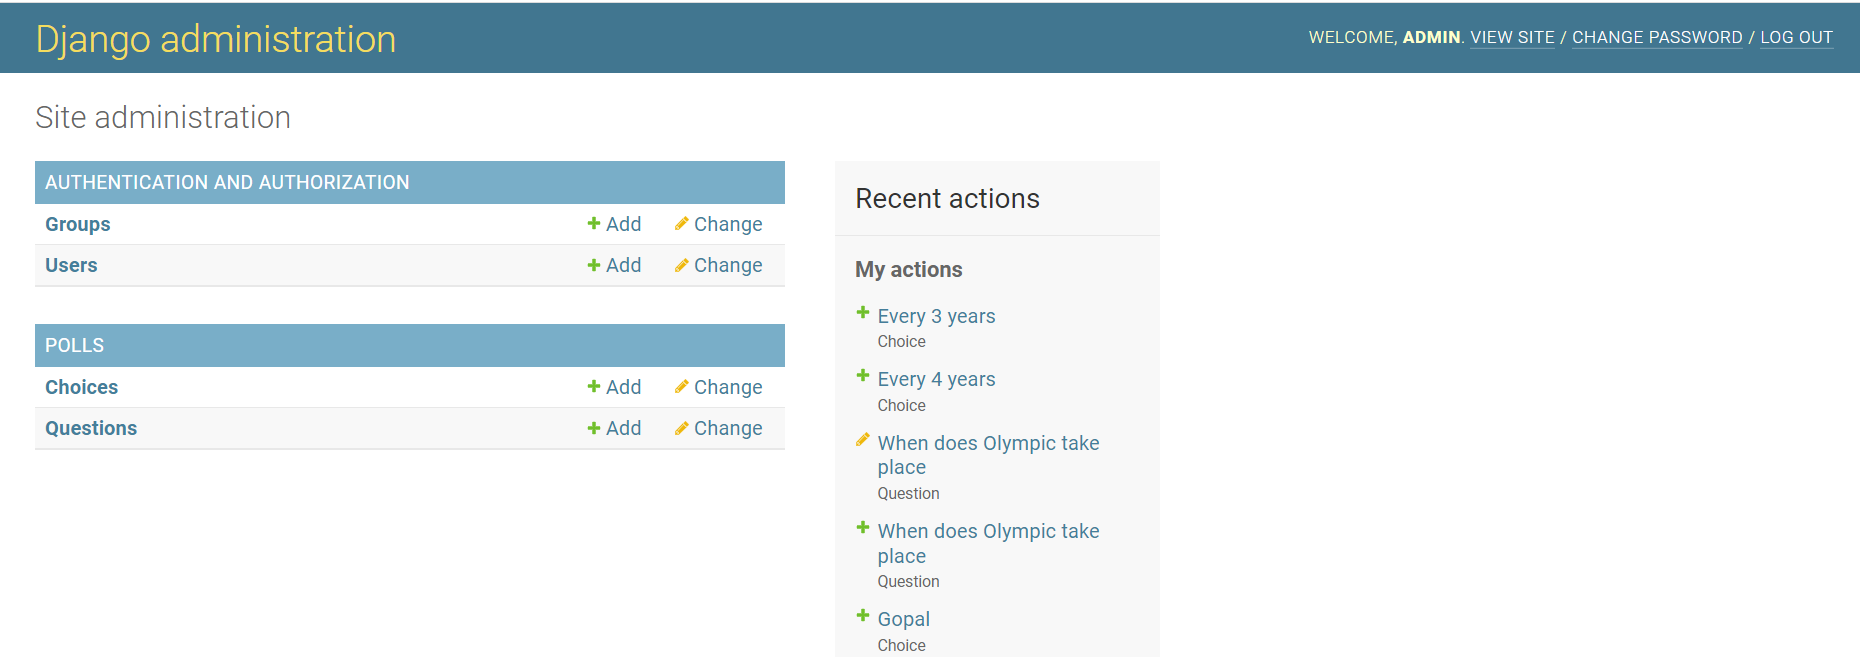 Django administration
WELCOME, ADMIN. VIEW SITE / CHANGE PASSWORD / LOG OUT
Site administration
AUTHENTICATION AND AUTHORIZATION
Groups Add Change
Users Add Change
POLLS
Choices Add Change
Questions Add Change
Recent actions
My actions
Every 3 years
Choice
Every 4 years
Choice
When does Olympic take
place
Question
When does Olympic take
place
Question
Gopal
Choice